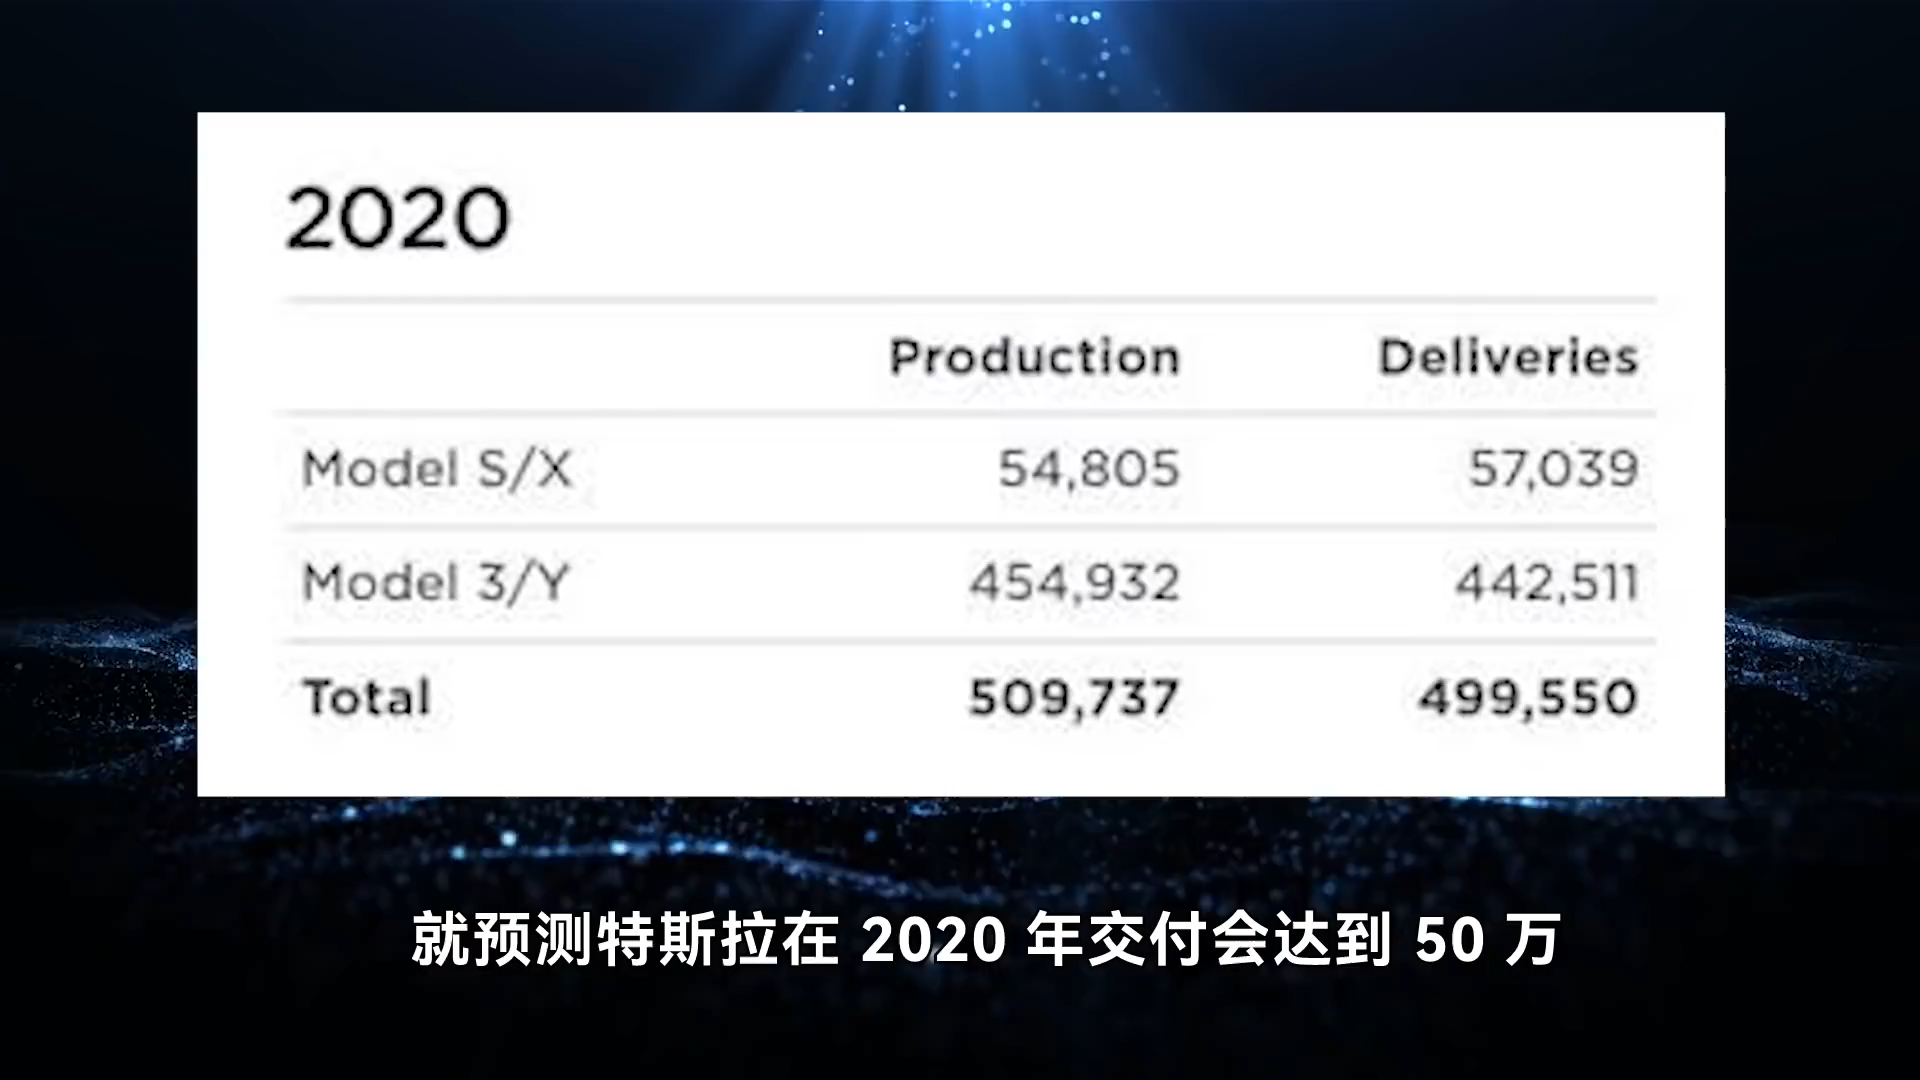 2020
Production Deliveries
Model S/X 54,805 57,039
Model 3/Y 454,932 442,511
Total 509,737 499,550
就预测特斯拉在 2020 年交付会达到 50 万